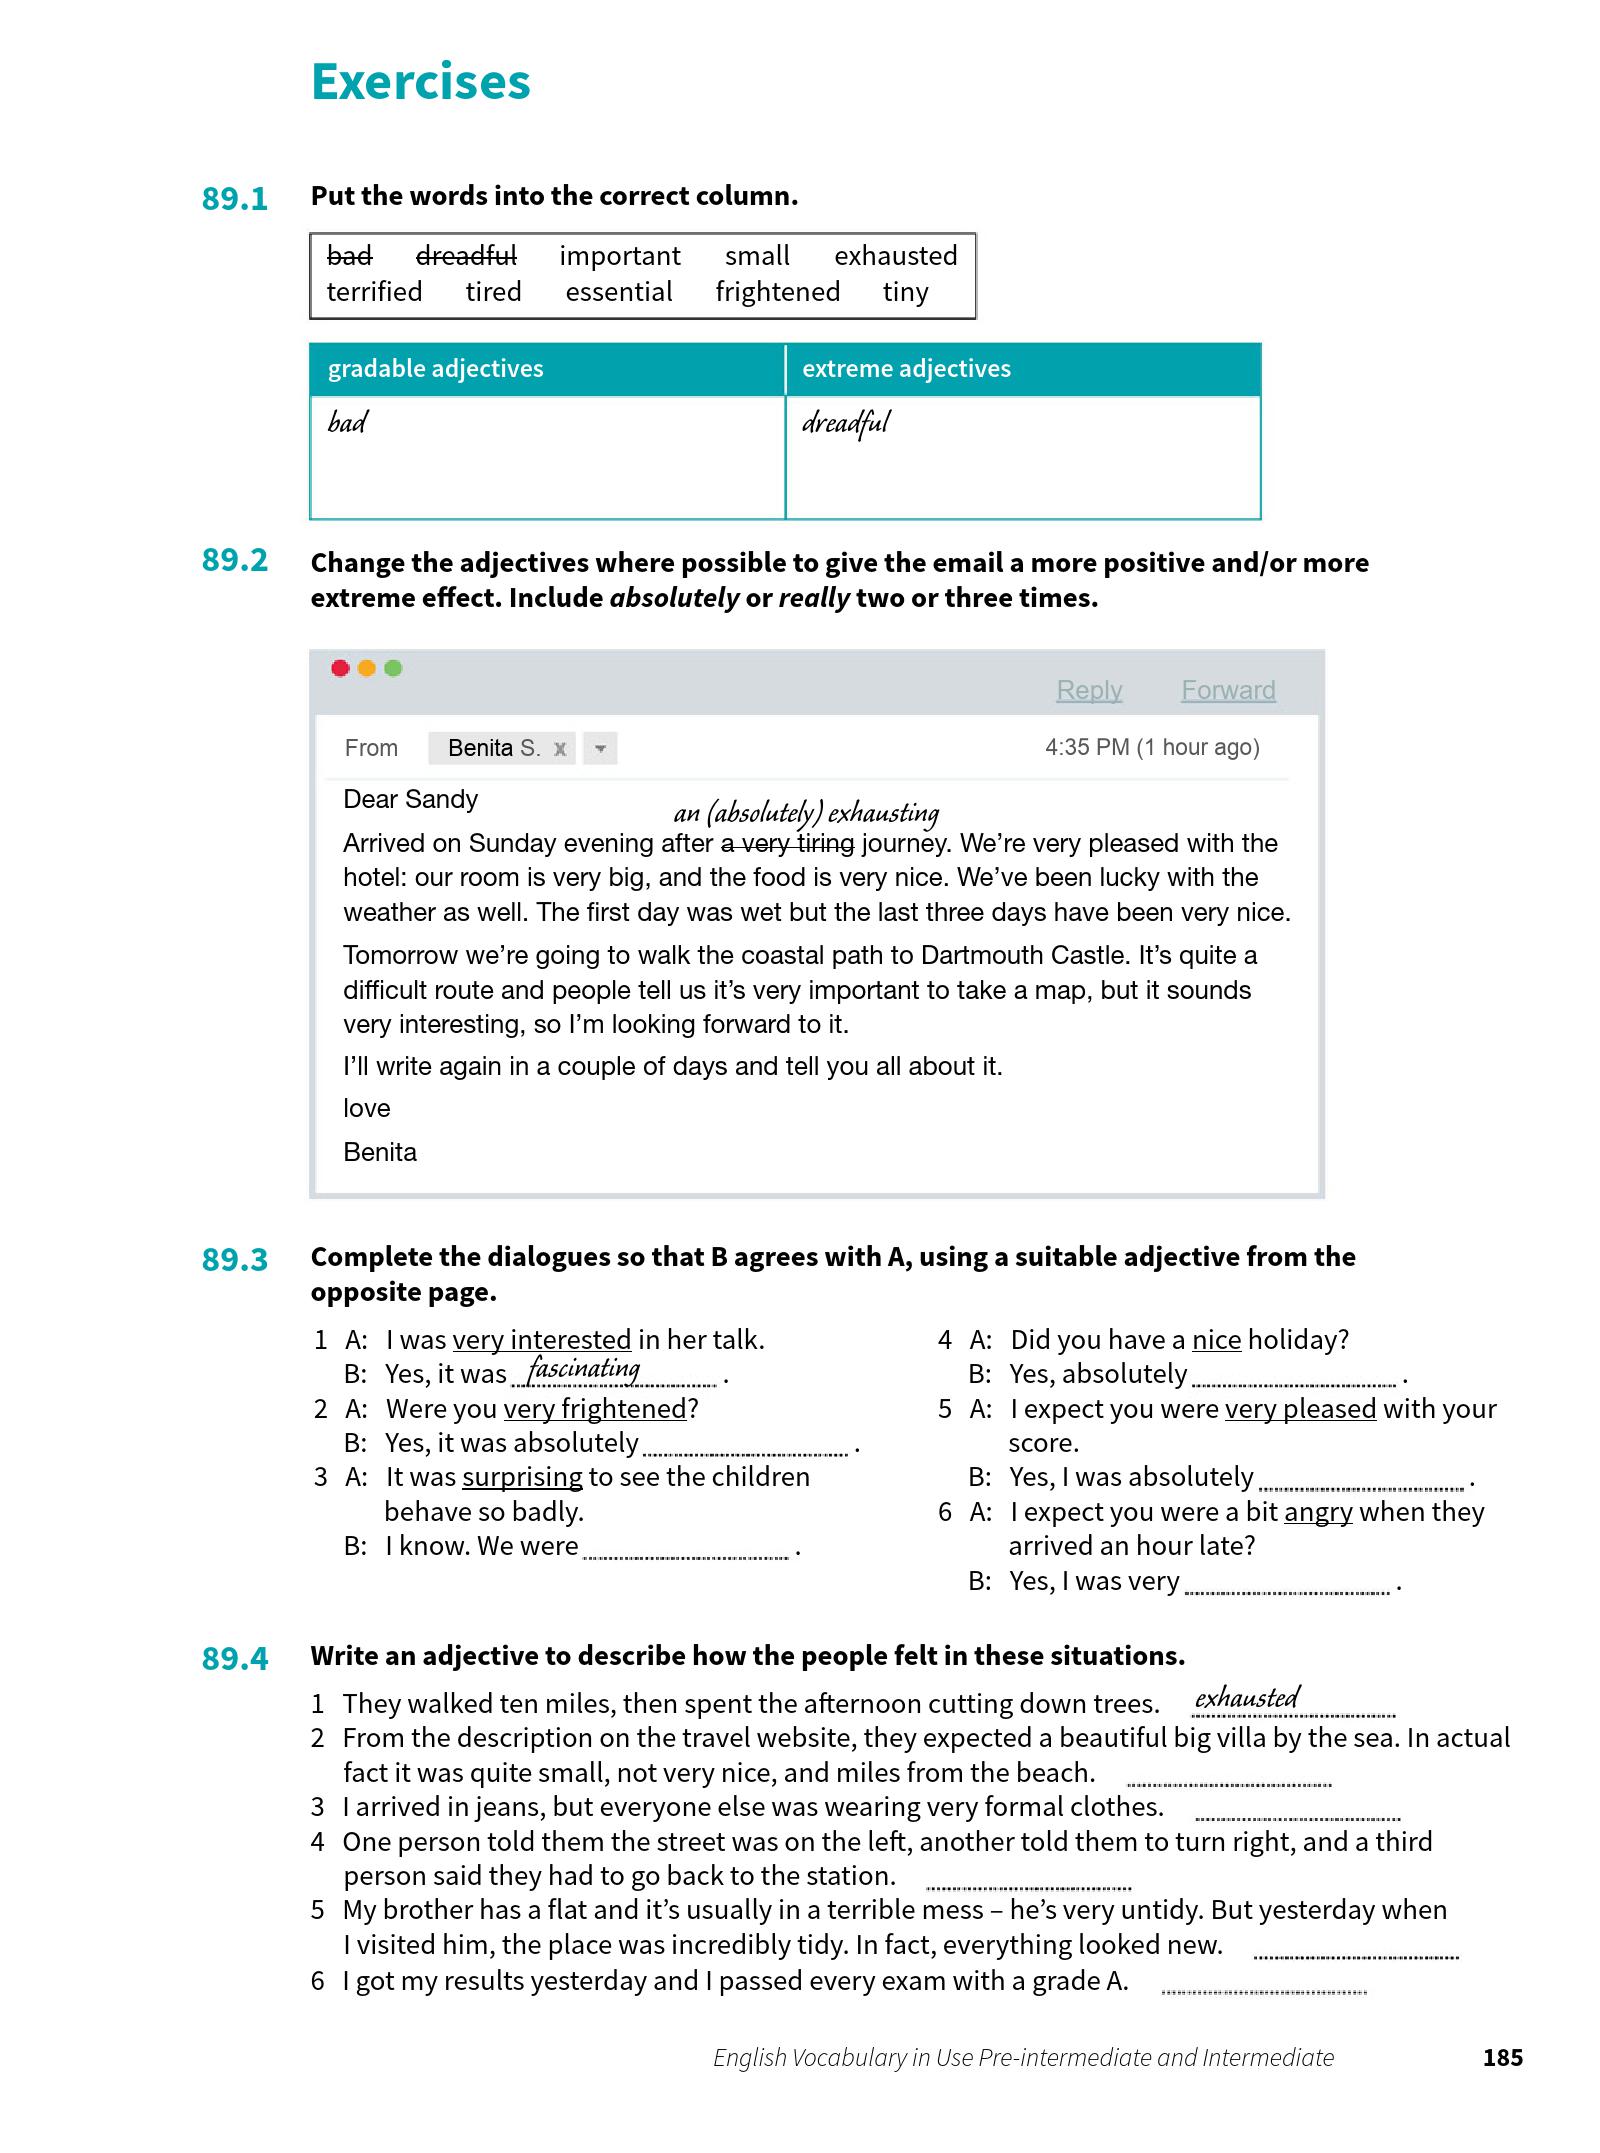 Exercises
89.1 Put the words into the correct column.
bad dreadful important small exhausted
terrified tired essential frightened tiny
gradable adjectives extreme adjectives
bad dreadful
89.2 Change the adjectives where possible to give the email a more positive and/or more
extreme effect. Include absolutely or really two or three times.
Reply Forward
From Benita S. x 4:35 PM (1 hour ago)
Dear Sandy
an (absolutely) exhausting
Arrived on Sunday evening after a very tiring journey. We’re very pleased with the
hotel: our room is very big, and the food is very nice. We’ve been lucky with the
weather as well. The first day was wet but the last three days have been very nice.
Tomorrow we’re going to walk the coastal path to Dartmouth Castle. It’s quite a
difficult route and people tell us it’s very important to take a map, but it sounds
very interesting, so I’m looking forward to it.
I’ll write again in a couple of days and tell you all about it.
love
Benita
89.3 Complete the dialogues so that B agrees with A, using a suitable adjective from the
opposite page.
1 A: I was very interested in her talk.
B: Yes, it was fascinating .
2 A: Were you very frightened?
B: Yes, it was absolutely .
3 A: It was surprising to see the children
behave so badly.
B: I know. We were .
4 A: Did you have a nice holiday?
B: Yes, absolutely .
5 A: I expect you were very pleased with your
score.
B: Yes, I was absolutely .
6 A: I expect you were a bit angry when they
arrived an hour late?
B: Yes, I was very .
89.4 Write an adjective to describe how the people felt in these situations.
1 They walked ten miles, then spent the afternoon cutting down trees. exhausted
2 From the description on the travel website, they expected a beautiful big villa by the sea. In actual
fact it was quite small, not very nice, and miles from the beach.
3 I arrived in jeans, but everyone else was wearing very formal clothes.
4 One person told them the street was on the left, another told them to turn right, and a third
person said they had to go back to the station.
5 My brother has a flat and it’s usually in a terrible mess – he’s very untidy. But yesterday when
I visited him, the place was incredibly tidy. In fact, everything looked new.
6 I got my results yesterday and I passed every exam with a grade A.
English Vocabulary in Use Pre-intermediate and Intermediate 185